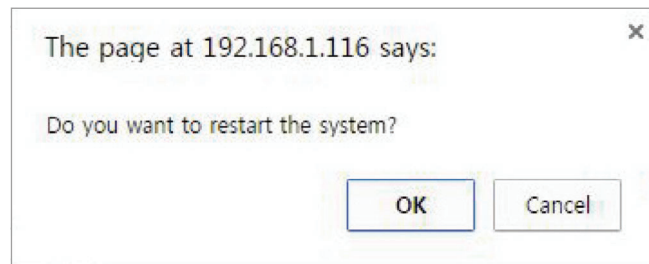 The page at 192.168.1.116 says:
Do you want to restart the system?
OK
Cancel